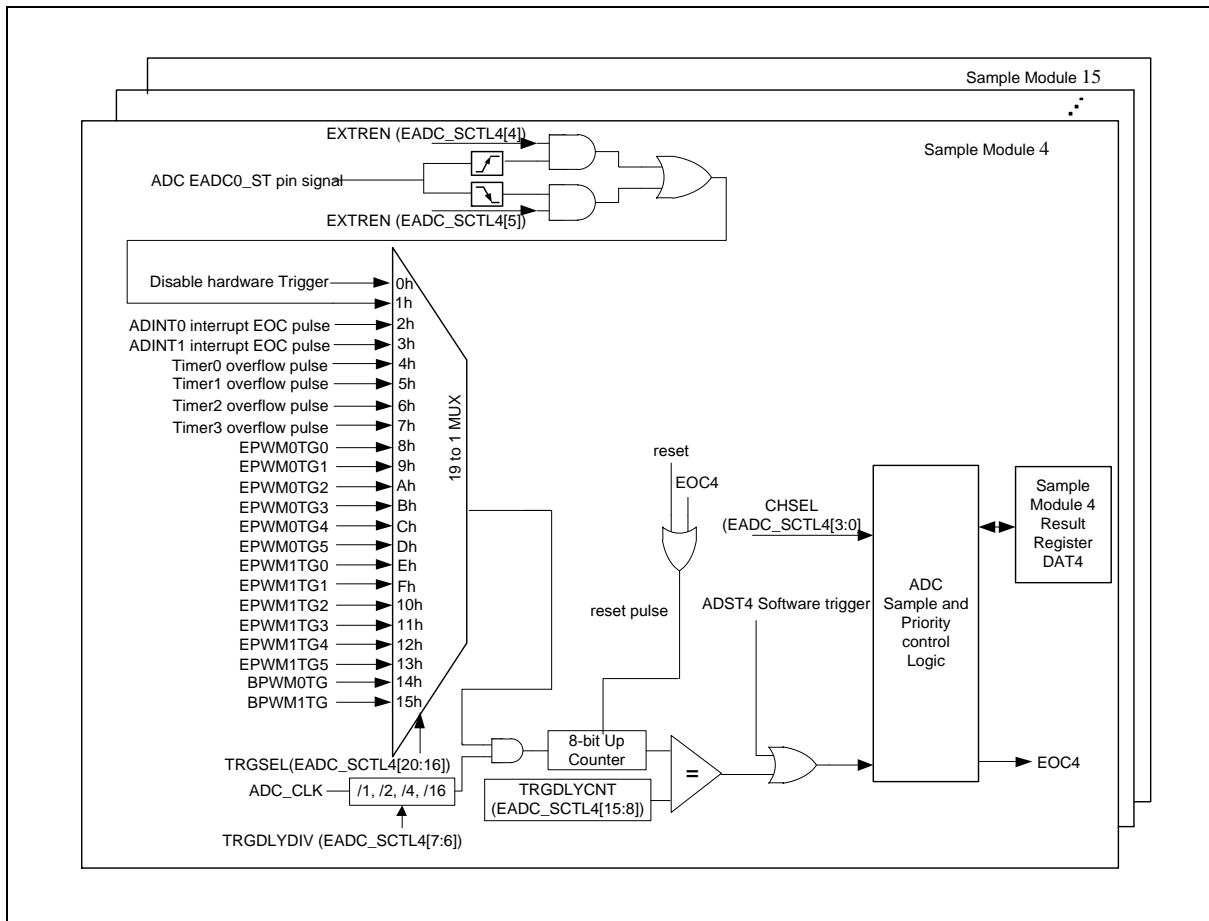 Sample Module 15
Sample Module 4
EXTREN (EADC_SCTL4[4])
ADC EADC0_ST pin signal
EXTREN (EADC_SCTL4[5])
Disable hardware Trigger
0h
1h
ADINT0 interrupt EOC pulse
2h
ADINT1 interrupt EOC pulse
3h
Timer0 overflow pulse
4h
Timer1 overflow pulse
5h
Timer2 overflow pulse
6h
Timer3 overflow pulse
7h
EPWM0TG0
8h
EPWM0TG1
9h
EPWM0TG2
Ah
EPWM0TG3
Bh
EPWM0TG4
Ch
EPWM0TG5
Dh
EPWM1TG0
Eh
EPWM1TG1
Fh
EPWM1TG2
10h
EPWM1TG3
11h
EPWM1TG4
12h
EPWM1TG5
13h
BPWM0TG
14h
BPWM1TG
15h
19 to 1 MUX
TRGSEL(EADC_SCTL4[20:16])
ADC_CLK
/1, /2, /4, /16
TRGDLYDIV (EADC_SCTL4[7:6])
reset
EOC4
reset pulse
8-bit Up
Counter
TRGDLYCNT
(EADC_SCTL4[15:8])
=
CHSEL
(EADC_SCTL4[3:0]
ADST4 Software trigger
ADC
Sample and
Priority
control
Logic
Sample
Module 4
Result
Register
DAT4
EOC4